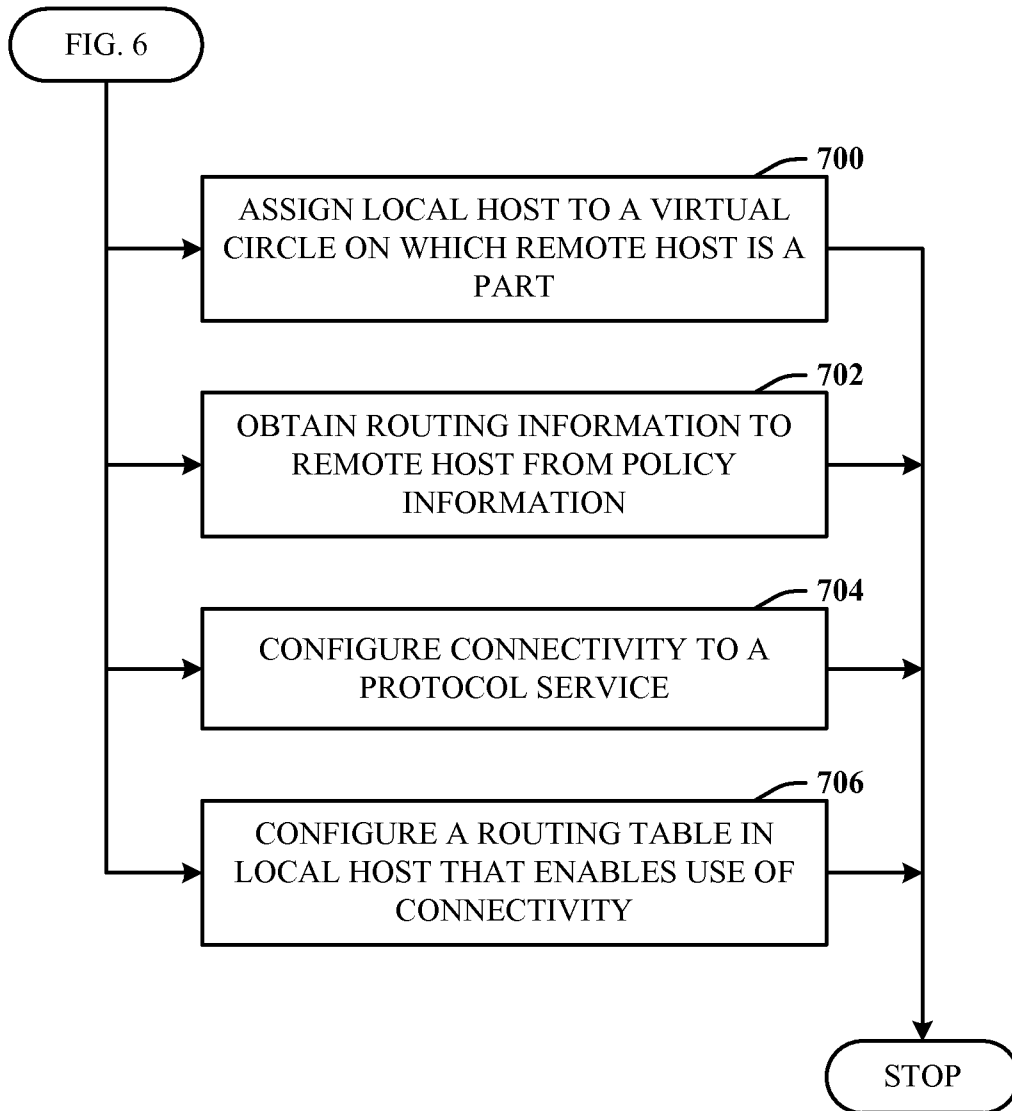 FIG. 6
700
ASSIGN LOCAL HOST TO A VIRTUAL
CIRCLE ON WHICH REMOTE HOST IS A
PART
702
OBTAIN ROUTING INFORMATION TO
REMOTE HOST FROM POLICY
INFORMATION
704
CONFIGURE CONNECTIVITY TO A
PROTOCOL SERVICE
706
CONFIGURE A ROUTING TABLE IN
LOCAL HOST THAT ENABLES USE OF
CONNECTIVITY
STOP